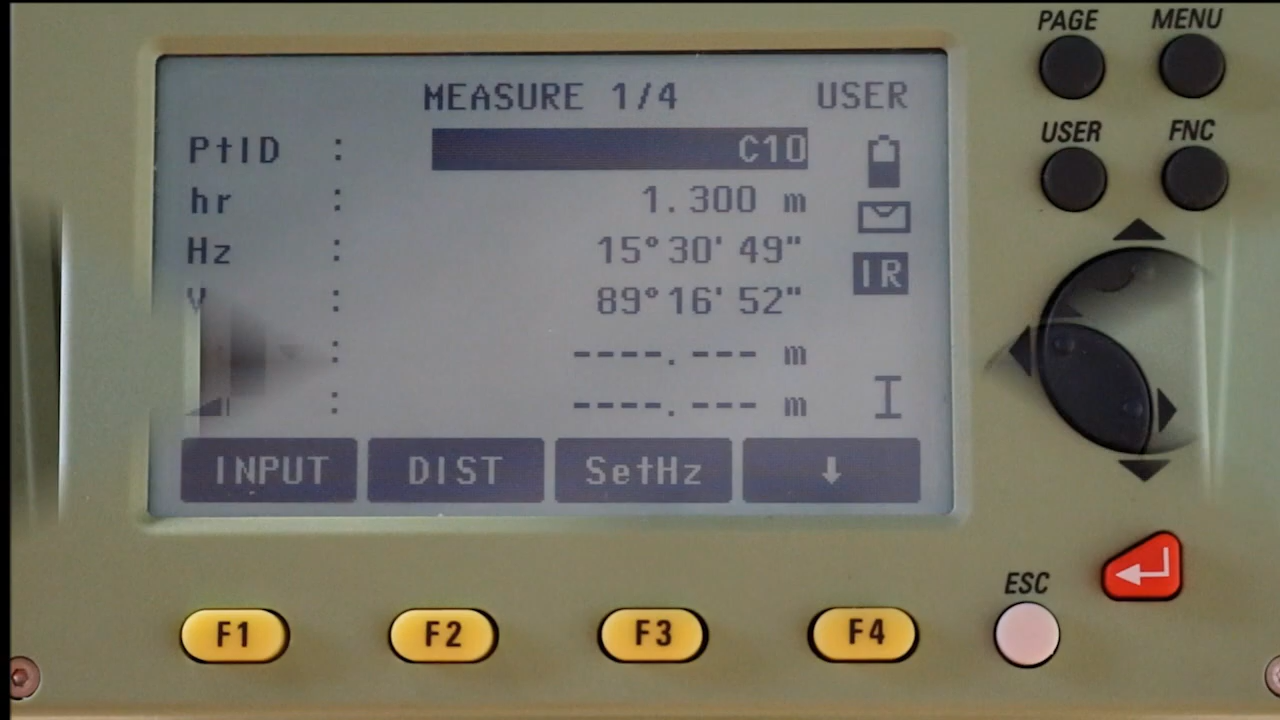 PAGE MENU
MEASURE 1/4 USER
PtID : C10
USER FNC
hr : 1.300 m
Hz : 15°30'49"
IR
V : 89°16'52"
: ----.--- m
: ----.--- m
INPUT DIST SetHz ↓
ESC
F1 F2 F3 F4